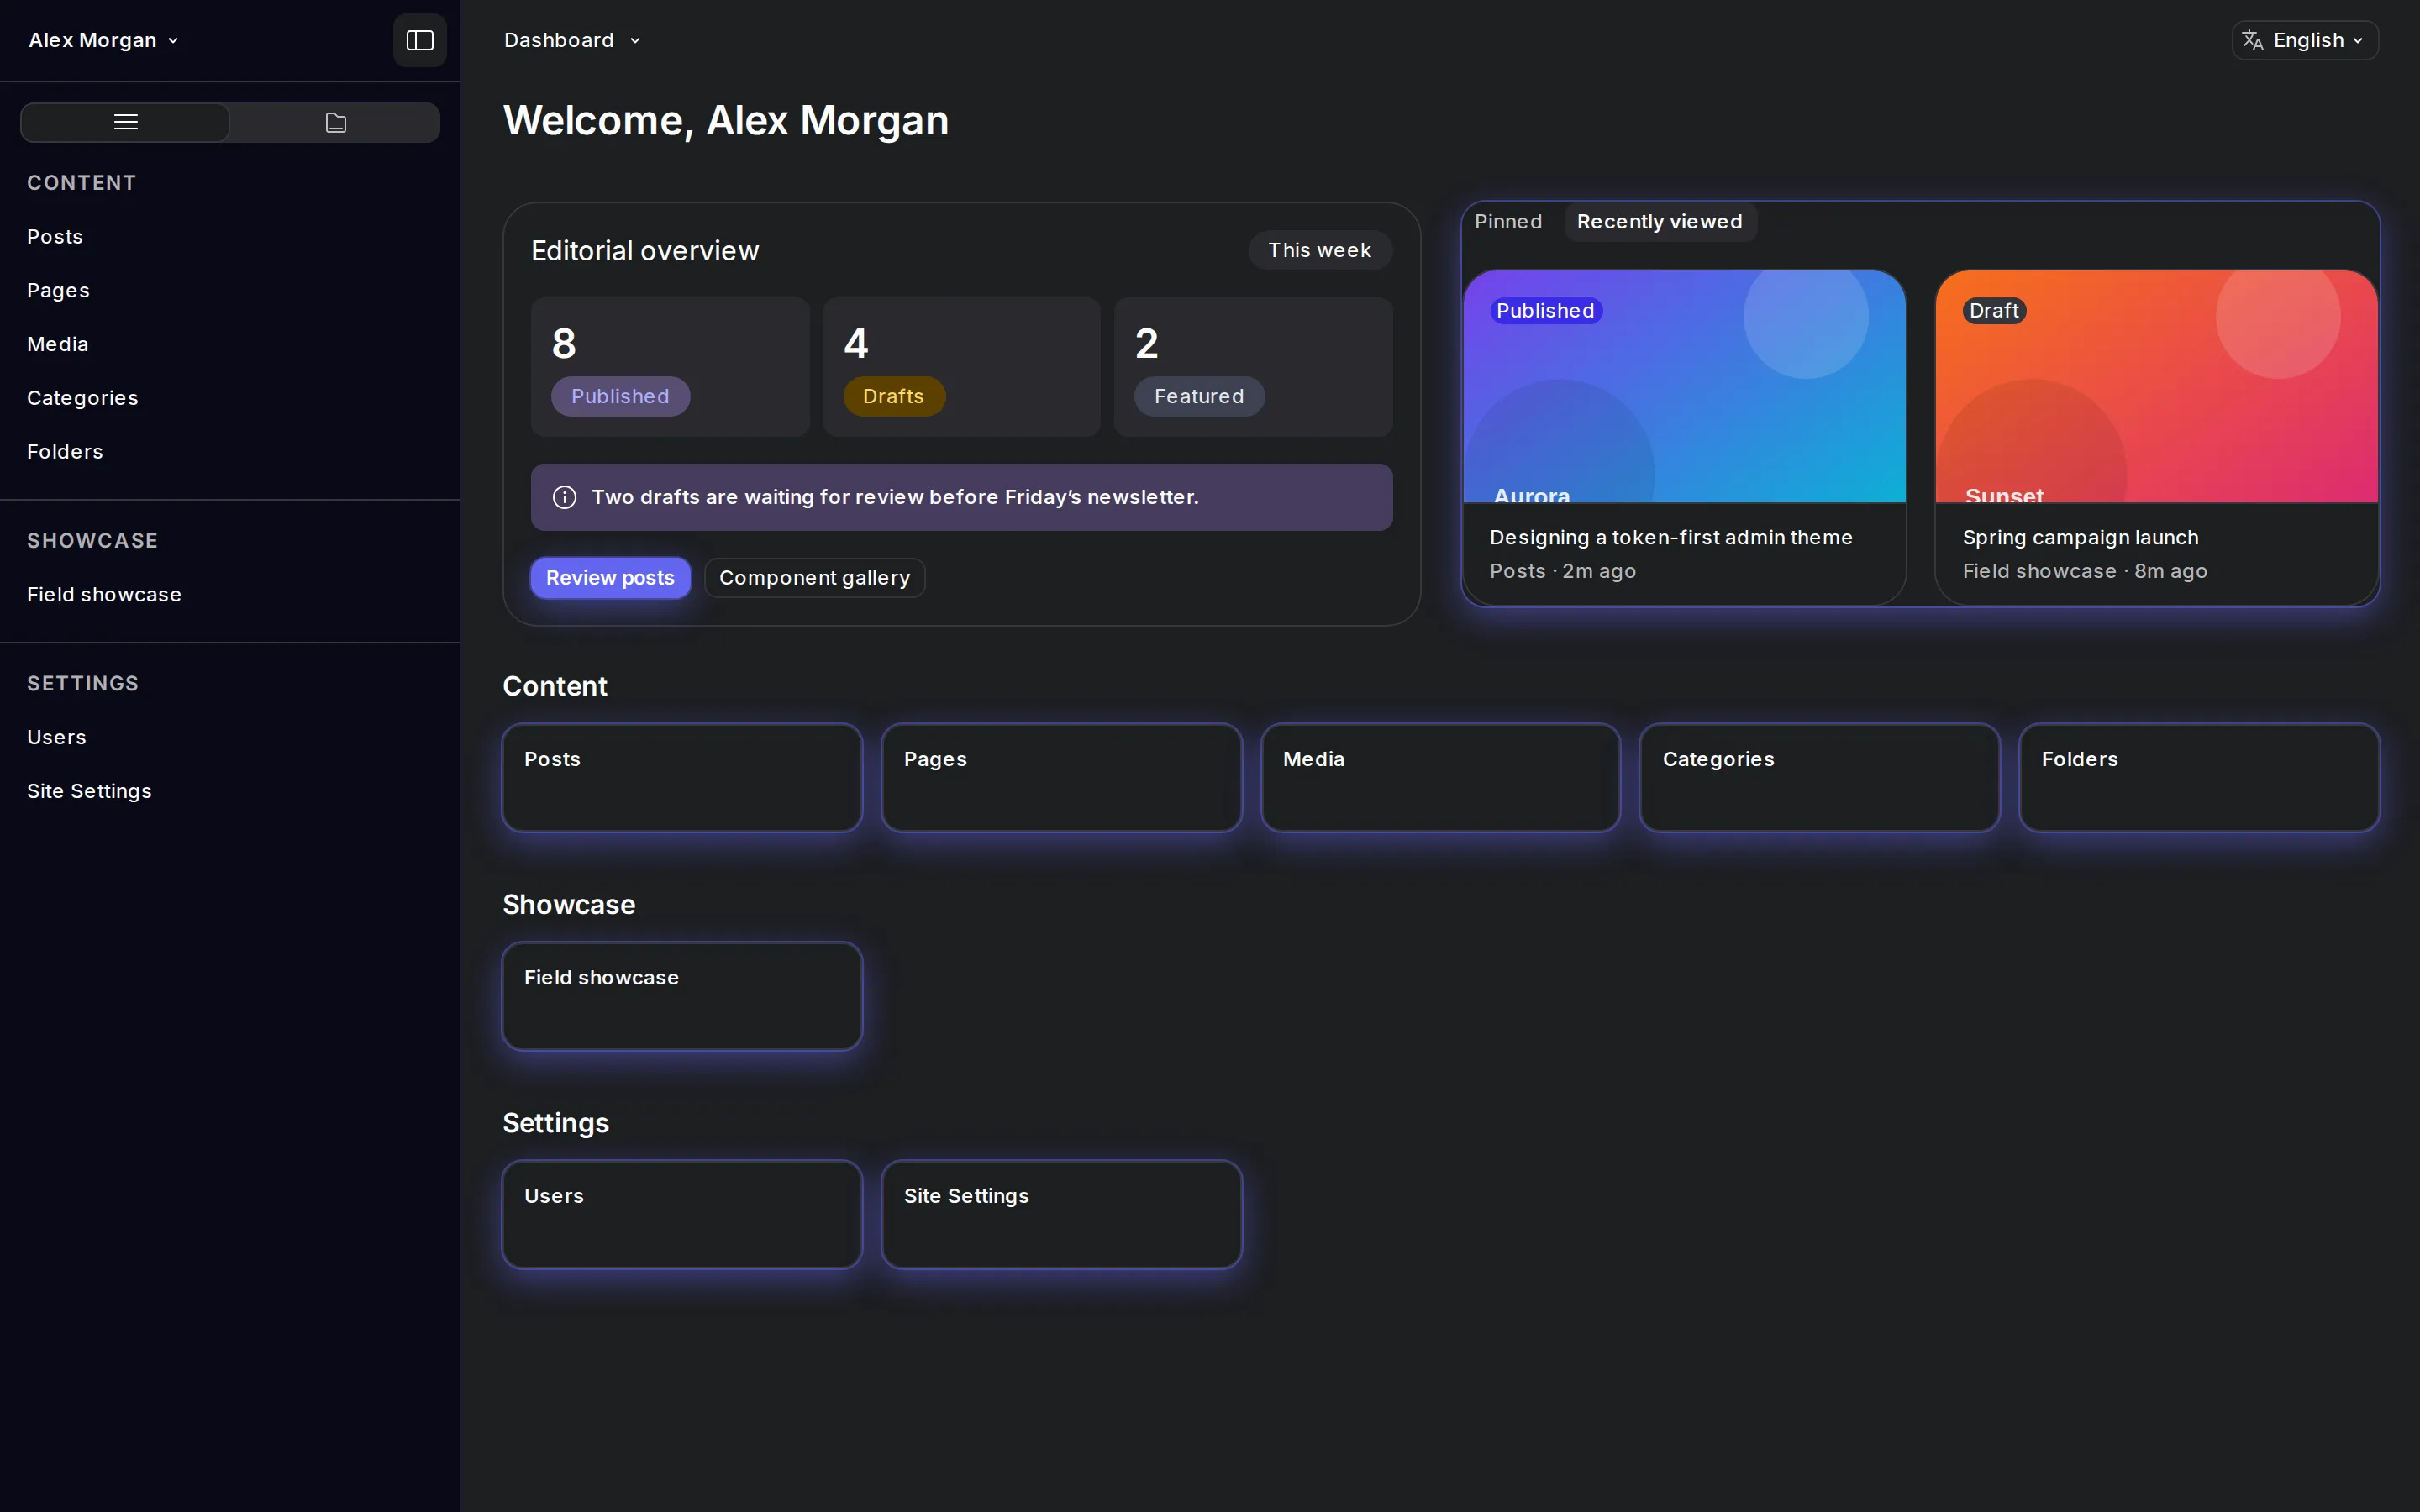 Alex Morgan
CONTENT
Posts
Pages
Media
Categories
Folders
SHOWCASE
Field showcase
SETTINGS
Users
Site Settings
Dashboard
English
Welcome, Alex Morgan
Editorial overview
This week
8
Published
4
Drafts
2
Featured
Two drafts are waiting for review before Friday’s newsletter.
Review posts
Component gallery
Pinned
Recently viewed
Published
Aurora
Designing a token-first admin theme
Posts · 2m ago
Draft
Sunset
Spring campaign launch
Field showcase · 8m ago
Content
Posts
Pages
Media
Categories
Folders
Showcase
Field showcase
Settings
Users
Site Settings